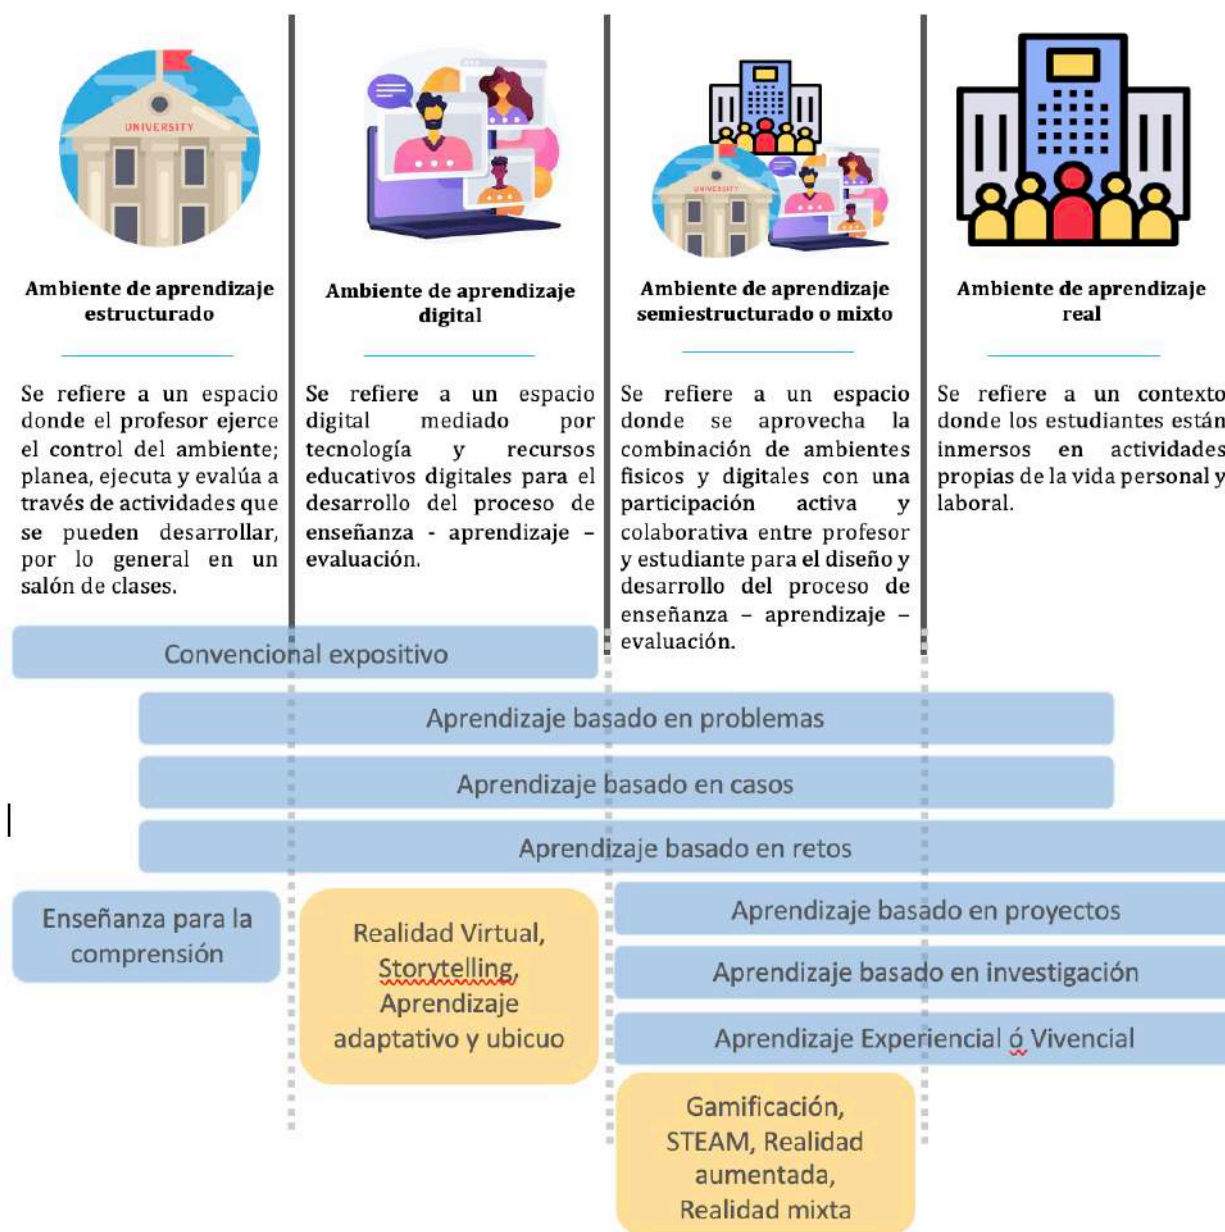 UNIVERSITY
UNIVERSITY
Ambiente de aprendizaje
estructurado
Se refiere a un espacio
donde el profesor ejerce
el control del ambiente;
planea, ejecuta y evalúa a
través de actividades que
se pueden desarrollar,
por lo general en un
salón de clases.
Ambiente de aprendizaje
digital
Se refiere a un espacio
digital mediado por
tecnología y recursos
educativos digitales para el
desarrollo del proceso de
enseñanza - aprendizaje –
evaluación.
Ambiente de aprendizaje
semiestructurado o mixto
Se refiere a un espacio
donde se aprovecha la
combinación de ambientes
fisicos y digitales con una
participación activa y
colaborativa entre profesor
y estudiante para el diseño y
desarrollo del proceso de
enseñanza – aprendizaje –
evaluación.
Ambiente de aprendizaje
real
Se refiere a un contexto
donde los estudiantes están
inmersos en actividades
propias de la vida personal y
laboral.
Convencional expositivo
Aprendizaje basado en problemas
Aprendizaje basado en casos
Aprendizaje basado en retos
Enseñanza para la
comprensión
Realidad Virtual,
Storytelling,
Aprendizaje
adaptativo y ubicuo
Aprendizaje basado en proyectos
Aprendizaje basado en investigación
Aprendizaje Experiencial ó Vivencial
Gamificación,
STEAM, Realidad
aumentada,
Realidad mixta